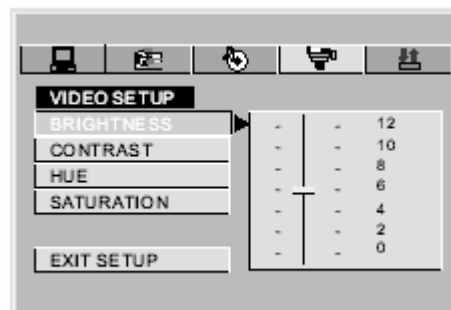 VIDEO SETUP
BRIGHTNESS
CONTRAST
HUE
SATURATION
EXIT SETUP
12
10
8
6
4
2
0